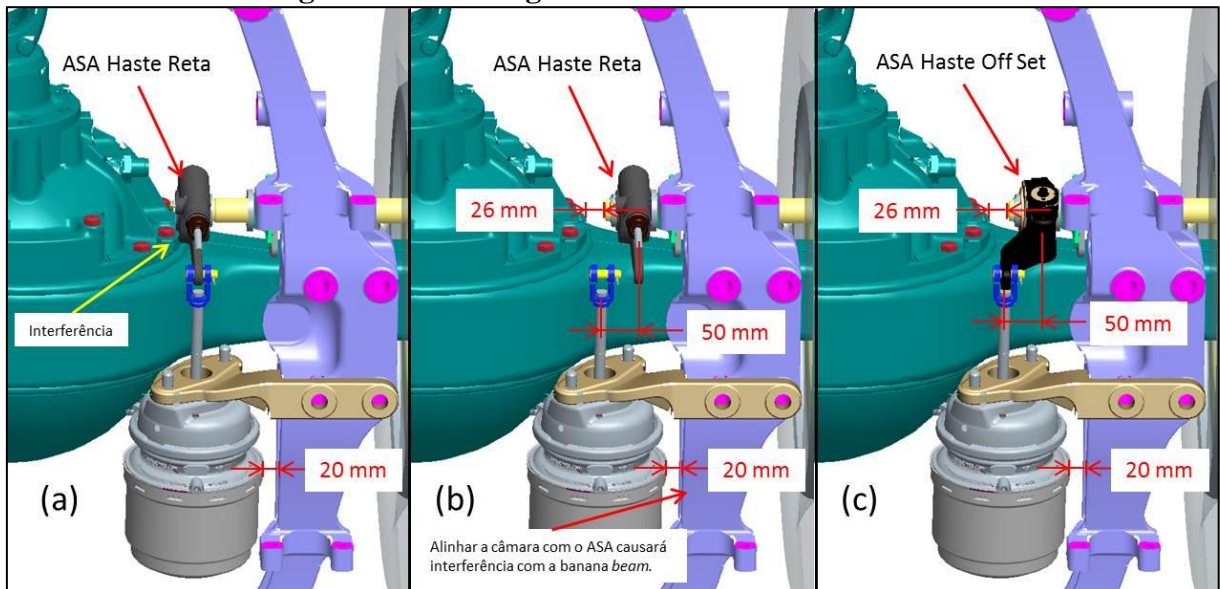 ASA Haste Reta
Interferência
20 mm
(a)
ASA Haste Reta
26 mm
50 mm
20 mm
(b)
Alinhar a câmara com o ASA causará
interferência com a banana beam.
ASA Haste Off Set
26 mm
50 mm
20 mm
(c)